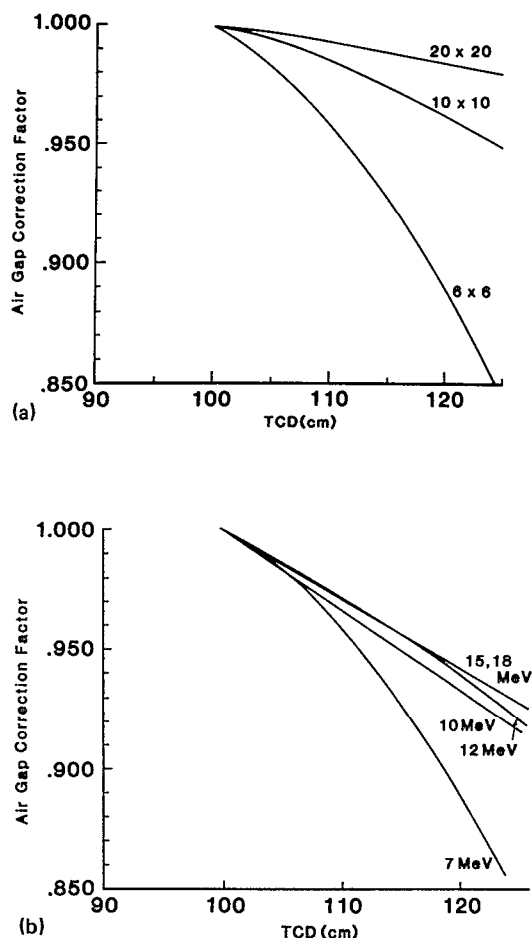 Air Gap Correction Factor
1.000
.950
.900
.850
20 x 20
10 x 10
6 x 6
(a)
90
100
110
120
TCD(cm)
Air Gap Correction Factor
1.000
.950
.900
.850
15,18
MeV
10 MeV
12 MeV
7 MeV
(b)
90
100
110
120
TCD (cm)